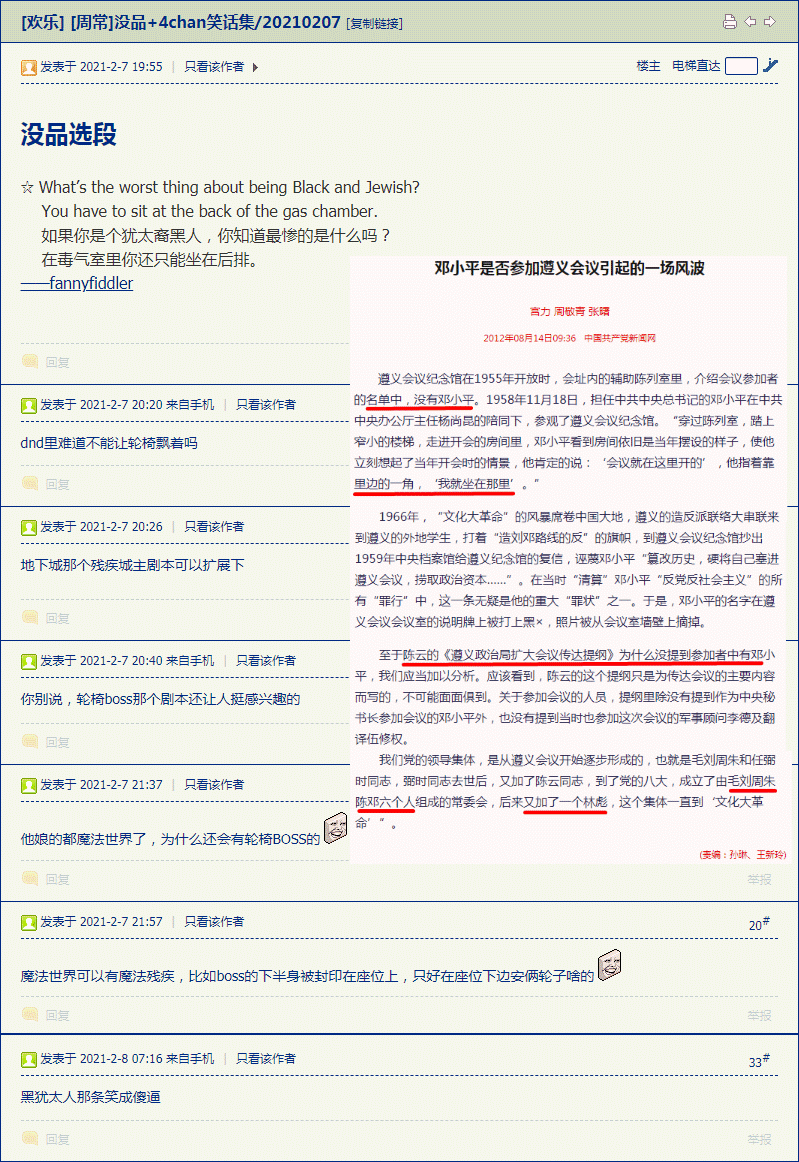 [欢乐] [周常]没品+4chan笑话集/20210207 [复制链接]
发表于 2021-2-7 19:55 | 只看该作者
楼主 电梯直达
没品选段
☆ What's the worst thing about being Black and Jewish?
You have to sit at the back of the gas chamber.
如果你是个犹太裔黑人，你知道最惨的是什么吗？
在毒气室里你还只能坐在后排。
——fannyfiddler
回复
发表于 2021-2-7 20:20 来自手机 | 只看该作者
dnd里难道不能让轮椅飘着吗
回复
发表于 2021-2-7 20:26 | 只看该作者
地下城那个残疾城主剧本可以扩展下
回复
发表于 2021-2-7 20:40 来自手机 | 只看该作者
你别说，轮椅boss那个剧本还让人挺感兴趣的
回复
发表于 2021-2-7 21:37 | 只看该作者
他娘的都魔法世界了，为什么还会有轮椅BOSS的
回复
举报
邓小平是否参加遵义会议引起的一场风波
言力 周敬青 张曙
2012年08月14日09:36 中国共产党新闻网
遵义会议纪念馆在1955年开放时，会址内的辅助陈列室里，介绍会议参加者
的名单中，没有邓小平。1958年11月18日，担任中共中央总书记的邓小平在中共
中央办公厅主任杨尚昆的陪同下，参观了遵义会议纪念馆。“穿过陈列室，踏上
窄小的楼梯，走进开会的房间里，邓小平看到房间依旧是当年摆设的样子，使他
立刻想起了当年开会时的情景，他肯定的说：‘会议就在这里开的’，他指着靠
里边的一角，‘我就坐在那里’。”
1966年，“文化大革命”的风暴席卷中国大地，遵义的造反派联络大串联来
到遵义的外地学生，打着“造刘邓路线的反”的旗帜，到遵义会议纪念馆抄出
1959年中央档案馆给遵义纪念馆的复信，诬蔑邓小平“篡改历史，硬将自己塞进
遵义会议，捞取政治资本……”。在当时“清算”邓小平“反党反社会主义”的所
有“罪行”中，这一条无疑是他的重大“罪状”之一。于是，邓小平的名字在遵
义会议会议室的说明牌上被打上黑×，照片被从会议室墙壁上摘掉。
至于陈云的《遵义政治局扩大会议传达提纲》为什么没提到参加者中有邓小
平，我们应当加以分析。应该看到，陈云的这个提纲只是为传达会议的主要内容
而写的，不可能面面俱到。关于参加会议的人员，提纲里除没有提到作为中央秘
书长参加会议的邓小平外，也没有提到当时也参加这次会议的军事顾问李德及翻
译伍修权。
我们党的领导集体，是从遵义会议开始逐步形成的，也就是毛刘周朱和任弼
时同志，弼时同志去世后，又加了陈云同志，到了党的八大，成立了由毛刘周朱
陈邓六个人组成的常委会，后来又加了一个林彪，这个集体一直到‘文化大革
命’”。
(责编：孙琳、王新玲)
发表于 2021-2-7 21:57 | 只看该作者
20#
魔法世界可以有魔法残疾，比如boss的下半身被封印在座位上，只好在座位下边安俩轮子啥的
回复
举报
发表于 2021-2-8 07:16 来自手机 | 只看该作者
33#
黑犹太人那条笑成傻逼
回复
举报